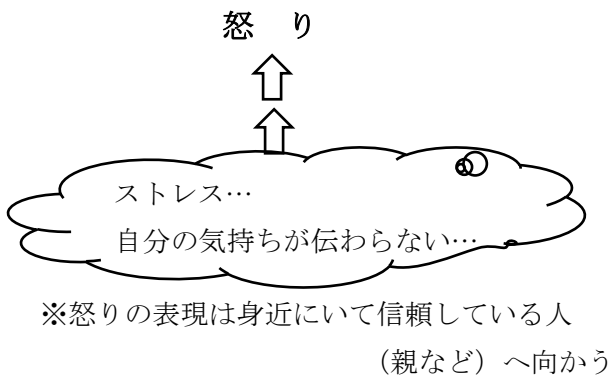 怒　り
ストレス…
自分の気持ちが伝わらない…
※怒りの表現は身近にいて信頼している人
（親など）へ向かう